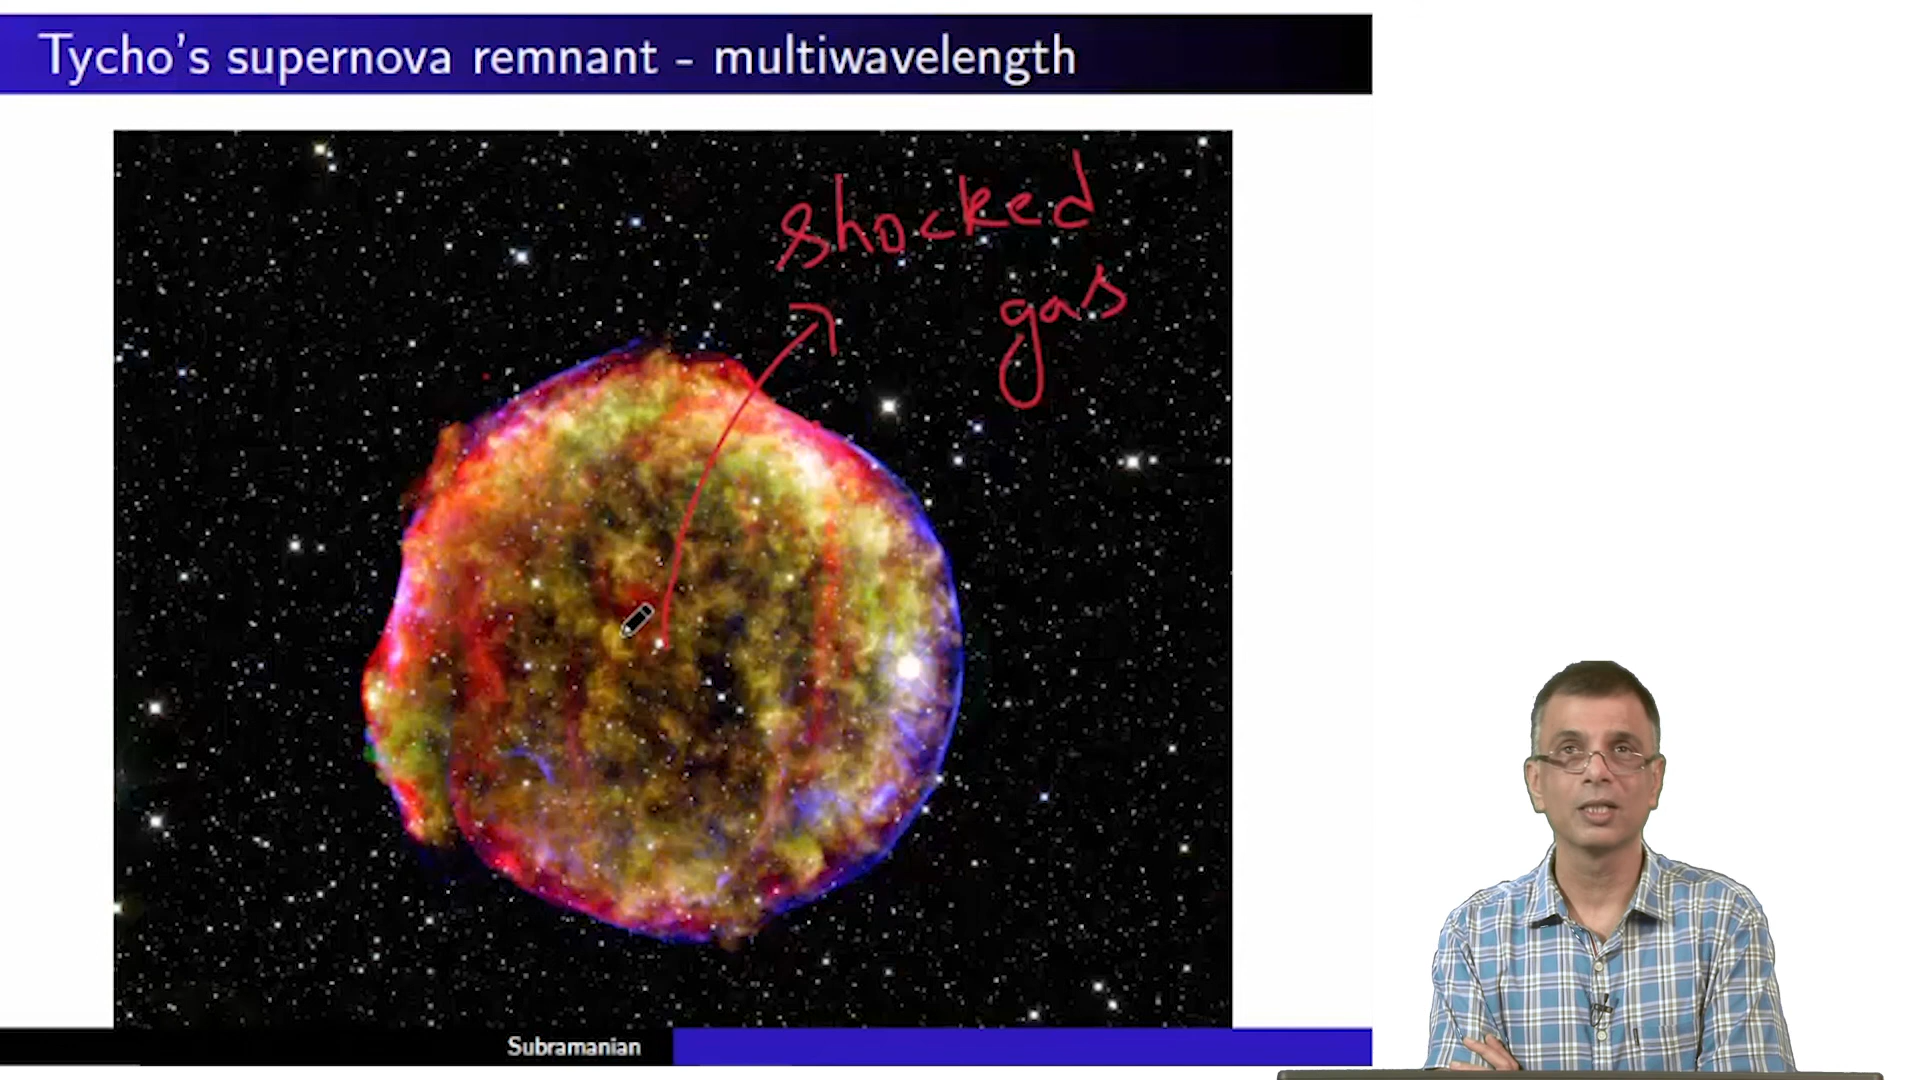 Tycho's supernova remnant - multiwavelength
shocked
gas
Subramanian